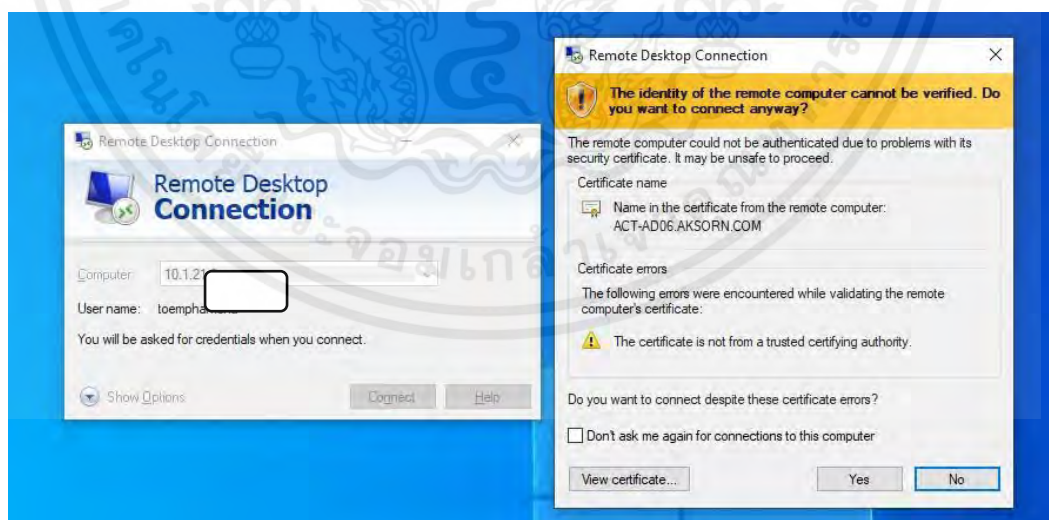 Remote Desktop Connection
Remote Desktop
Connection
Computer:
10.1.21
User name:
You will be asked for credentials when you connect.
Show Options
Connect
Help
Remote Desktop Connection
The identity of the remote computer cannot be verified. Do
you want to connect anyway?
The remote computer could not be authenticated due to problems with its
security certificate. It may be unsafe to proceed.
Certificate name
Name in the certificate from the remote computer:
ACT-AD06.AKSORN.COM
Certificate errors
The following errors were encountered while validating the remote
computer's certificate:
The certificate is not from a trusted certifying authority.
Do you want to connect despite these certificate errors?
Don't ask me again for connections to this computer
View certificate...
Yes
No